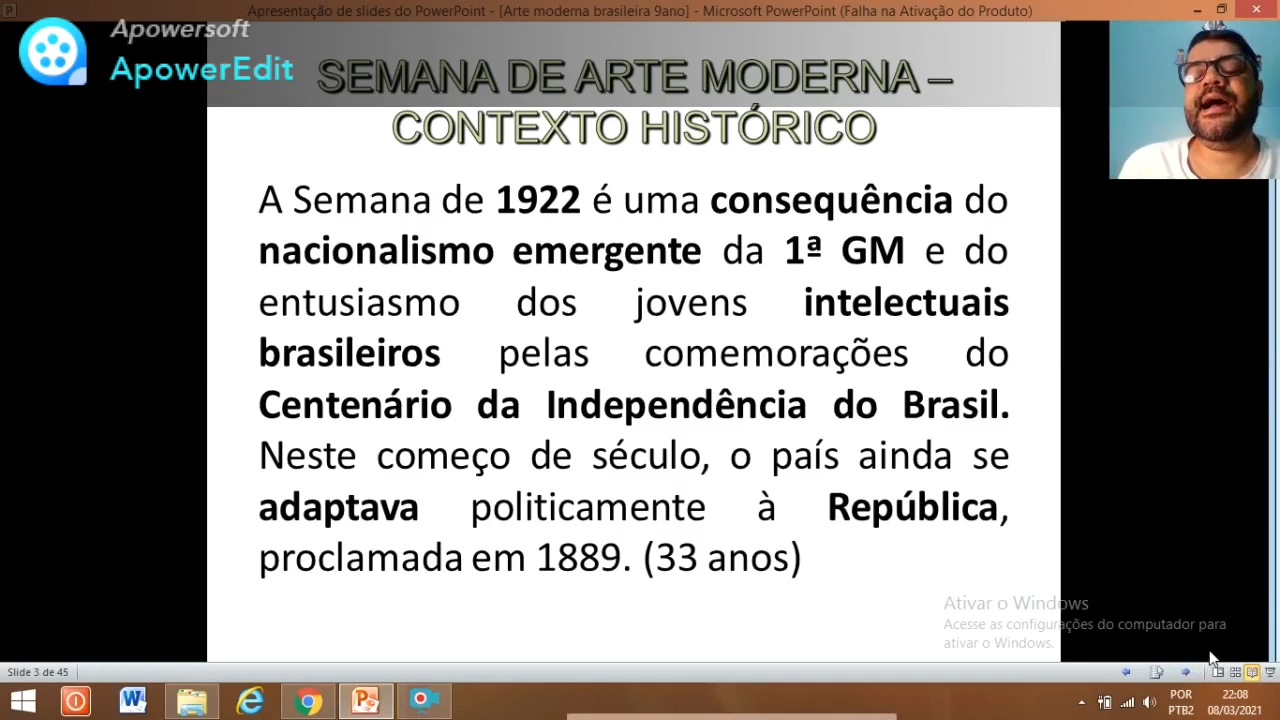 Apresentação de slides do PowerPoint - [Arte moderna brasileira 9ano] - Microsoft PowerPoint (Falha na Ativação do Produto)
Apowersoft
ApowerEdit
SEMANA DE ARTE MODERNA –
CONTEXTO HISTÓRICO
A Semana de 1922 é uma consequência do
nacionalismo emergente da 1ª GM e do
entusiasmo dos jovens intelectuais
brasileiros pelas comemorações do
Centenário da Independência do Brasil.
Neste começo de século, o país ainda se
adaptava politicamente à República,
proclamada em 1889. (33 anos)
Ativar o Windows
Acesse as configurações do computador para
ativar o Windows.
Slide 3 de 45
POR
PTB2
22:08
08/03/2021